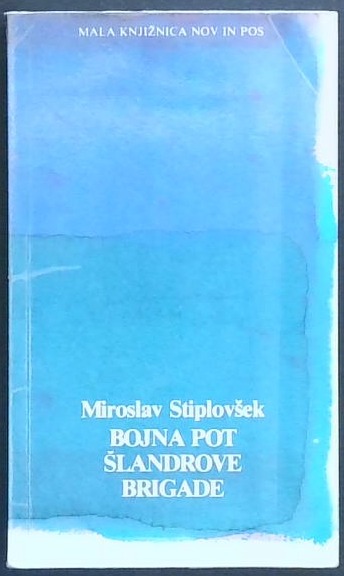 MALA KNJIŽNICA NOV IN POS
Miroslav Stiplovšek
BOJNA POT
ŠLANDROVE
BRIGADE